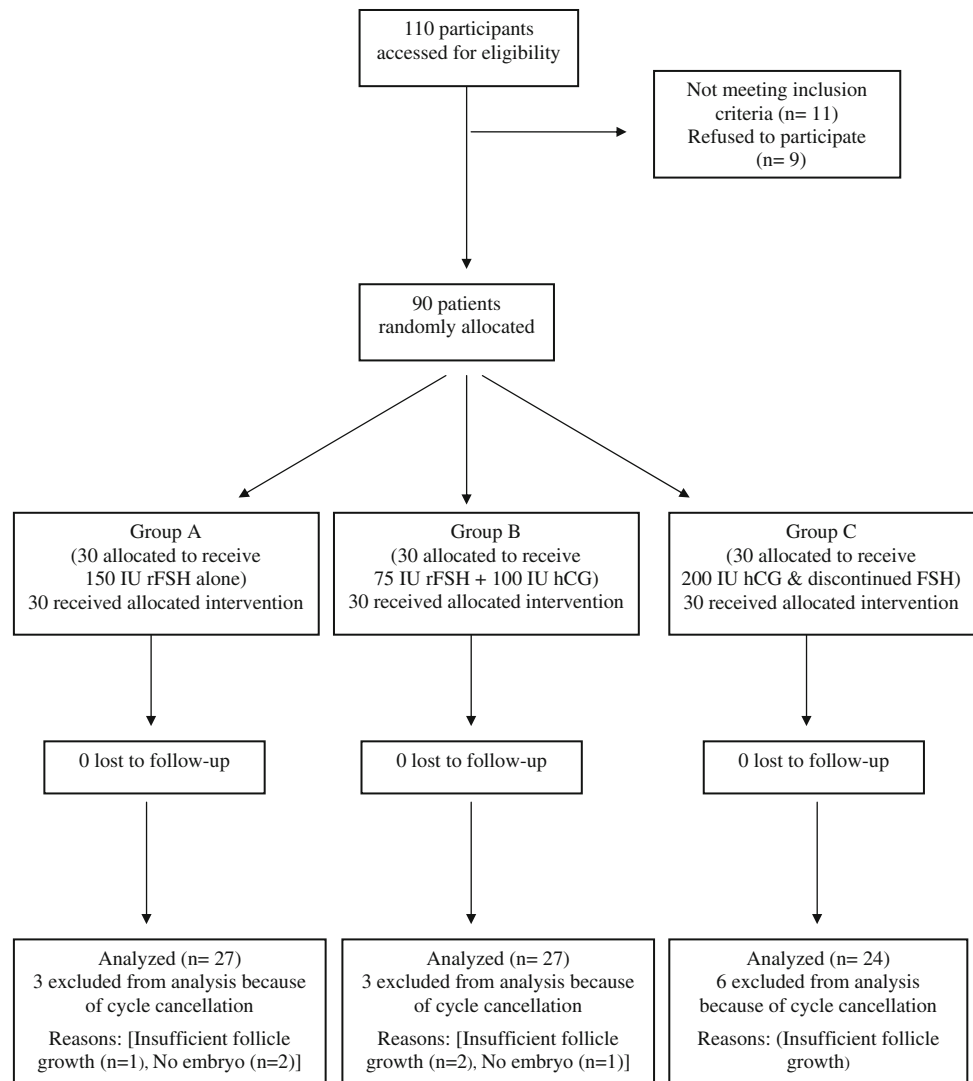 110 participants
accessed for eligibility
Not meeting inclusion
criteria (n= 11)
Refused to participate
(n= 9)
90 patients
randomly allocated
Group A
(30 allocated to receive
150 IU rFSH alone)
30 received allocated intervention
Group B
(30 allocated to receive
75 IU rFSH + 100 IU hCG)
30 received allocated intervention
Group C
(30 allocated to receive
200 IU hCG & discontinued FSH)
30 received allocated intervention
0 lost to follow-up
0 lost to follow-up
0 lost to follow-up
Analyzed (n= 27)
3 excluded from analysis because
of cycle cancellation
Reasons: [Insufficient follicle
growth (n=1), No embryo (n=2)]
Analyzed (n= 27)
3 excluded from analysis because
of cycle cancellation
Reasons: [Insufficient follicle
growth (n=2), No embryo (n=1)]
Analyzed (n= 24)
6 excluded from analysis
because of cycle cancellation
Reasons: (Insufficient follicle
growth)